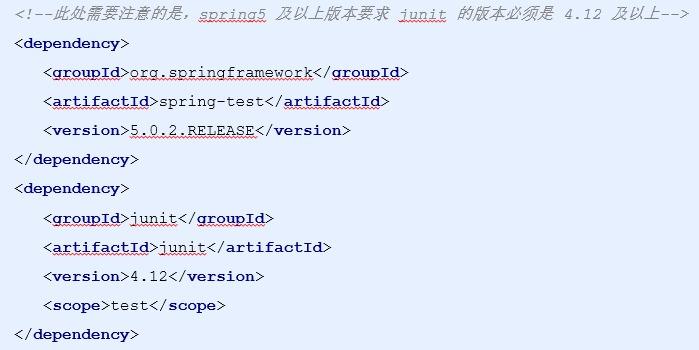 <!--此处需要注意的是，spring5 及以上版本要求 junit 的版本必须是 4.12 及以上-->
<dependency>
<groupId>org.springframework</groupId>
<artifactId>spring-test</artifactId>
<version>5.0.2.RELEASE</version>
</dependency>
<dependency>
<groupId>junit</groupId>
<artifactId>junit</artifactId>
<version>4.12</version>
<scope>test</scope>
</dependency>